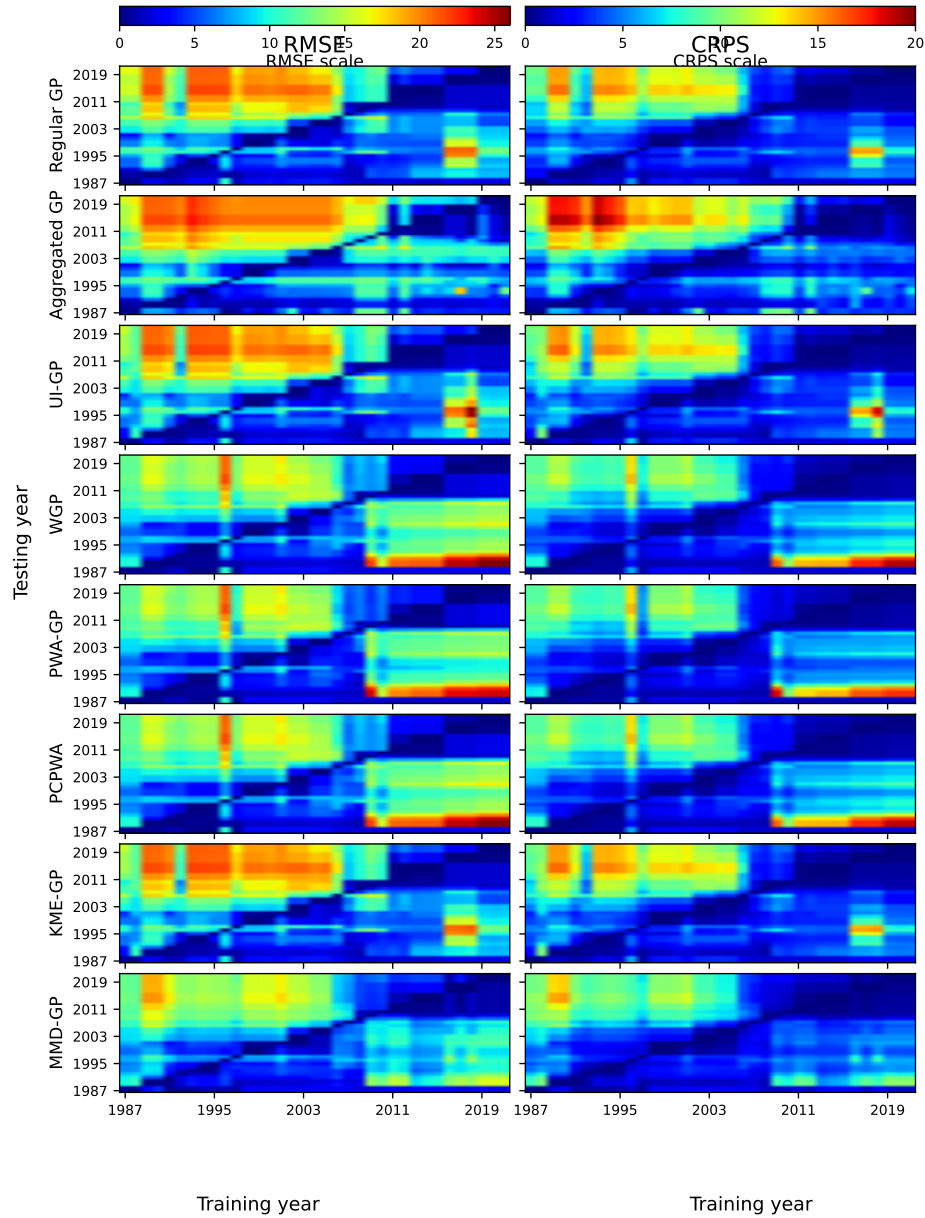 0 5 10 15 20 25
0 5 10 15 20
RMSE
CRPS
RMSE scale
CRPS scale
Testing year
Regular GP
2019
2011
2003
1995
1987
Aggregated GP
2019
2011
2003
1995
1987
UI-GP
2019
2011
2003
1995
1987
WGP
2019
2011
2003
1995
1987
PWA-GP
2019
2011
2003
1995
1987
PCPWA
2019
2011
2003
1995
1987
KME-GP
2019
2011
2003
1995
1987
MMD-GP
2019
2011
2003
1995
1987
1987 1995 2003 2011 2019
1987 1995 2003 2011 2019
Training year
Training year